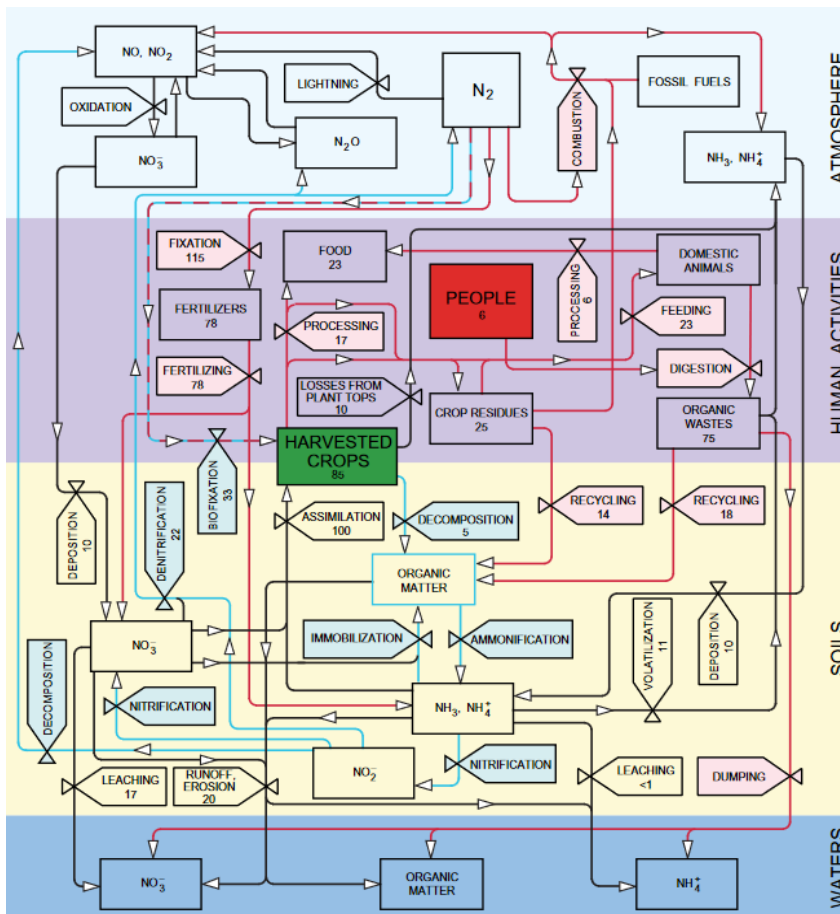 NO, NO₂
LIGHTNING
N₂
FOSSIL FUELS
OXIDATION
COMBUSTION
N₂O
NO₃⁻
NH₃, NH₄⁺
ATMOSPHERE
FIXATION
115
FOOD
23
DOMESTIC
ANIMALS
PEOPLE
6
PROCESSING
6
FERTILIZERS
78
PROCESSING
17
FEEDING
23
FERTILIZING
78
LOSSES FROM
PLANT TOPS
10
DIGESTION
CROP RESIDUES
25
ORGANIC
WASTES
75
HUMAN ACTIVITIES
HARVESTED
CROPS
85
BIOFIXATION
33
DEPOSITION
10
DENITRIFICATION
22
ASSIMILATION
100
DECOMPOSITION
5
RECYCLING
14
RECYCLING
18
ORGANIC
MATTER
IMMOBILIZATION
AMMONIFICATION
VOLATILIZATION
11
DEPOSITION
10
NO₃⁻
DECOMPOSITION
NITRIFICATION
NH₃, NH₄⁺
NO₂⁻
NITRIFICATION
LEACHING
17
RUNOFF,
EROSION
20
LEACHING
<1
DUMPING
SOILS
NO₃⁻
ORGANIC
MATTER
NH₄⁺
WATERS